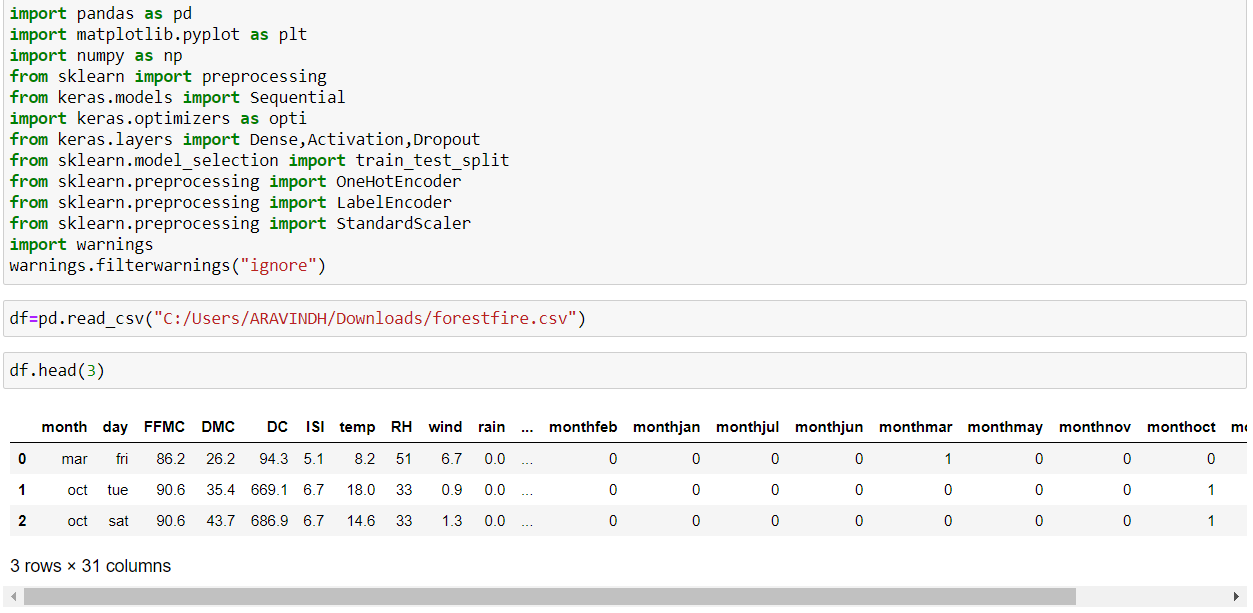 import pandas as pd
import matplotlib.pyplot as plt
import numpy as np
from sklearn import preprocessing
from keras.models import Sequential
import keras.optimizers as opti
from keras.layers import Dense,Activation,Dropout
from sklearn.model_selection import train_test_split
from sklearn.preprocessing import OneHotEncoder
from sklearn.preprocessing import LabelEncoder
from sklearn.preprocessing import StandardScaler
import warnings
warnings.filterwarnings("ignore")
df=pd.read_csv("C:/Users/ARAVINDH/Downloads/forestfire.csv")
df.head(3)
month day FFMC DMC DC ISI temp RH wind rain ... monthfeb monthjan monthjul monthjun monthmar monthmay monthnov monthoct
0 mar fri 86.2 26.2 94.3 5.1 8.2 51 6.7 0.0 ... 0 0 0 0 1 0 0 0
1 oct tue 90.6 35.4 669.1 6.7 18.0 33 0.9 0.0 ... 0 0 0 0 0 0 0 1
2 oct sat 90.6 43.7 686.9 6.7 14.6 33 1.3 0.0 ... 0 0 0 0 0 0 0 1
3 rows × 31 columns